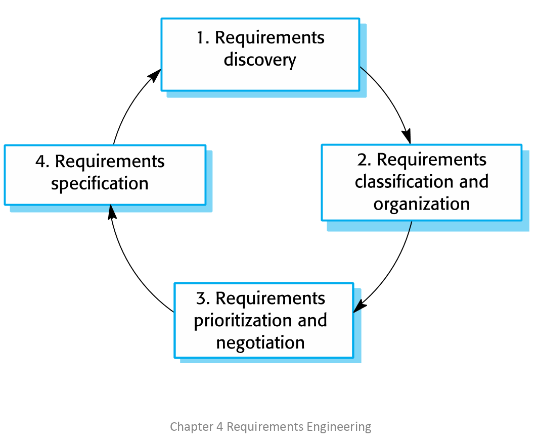 1. Requirements
discovery
2. Requirements
classification and
organization
3. Requirements
prioritization and
negotiation
4. Requirements
specification
Chapter 4 Requirements Engineering